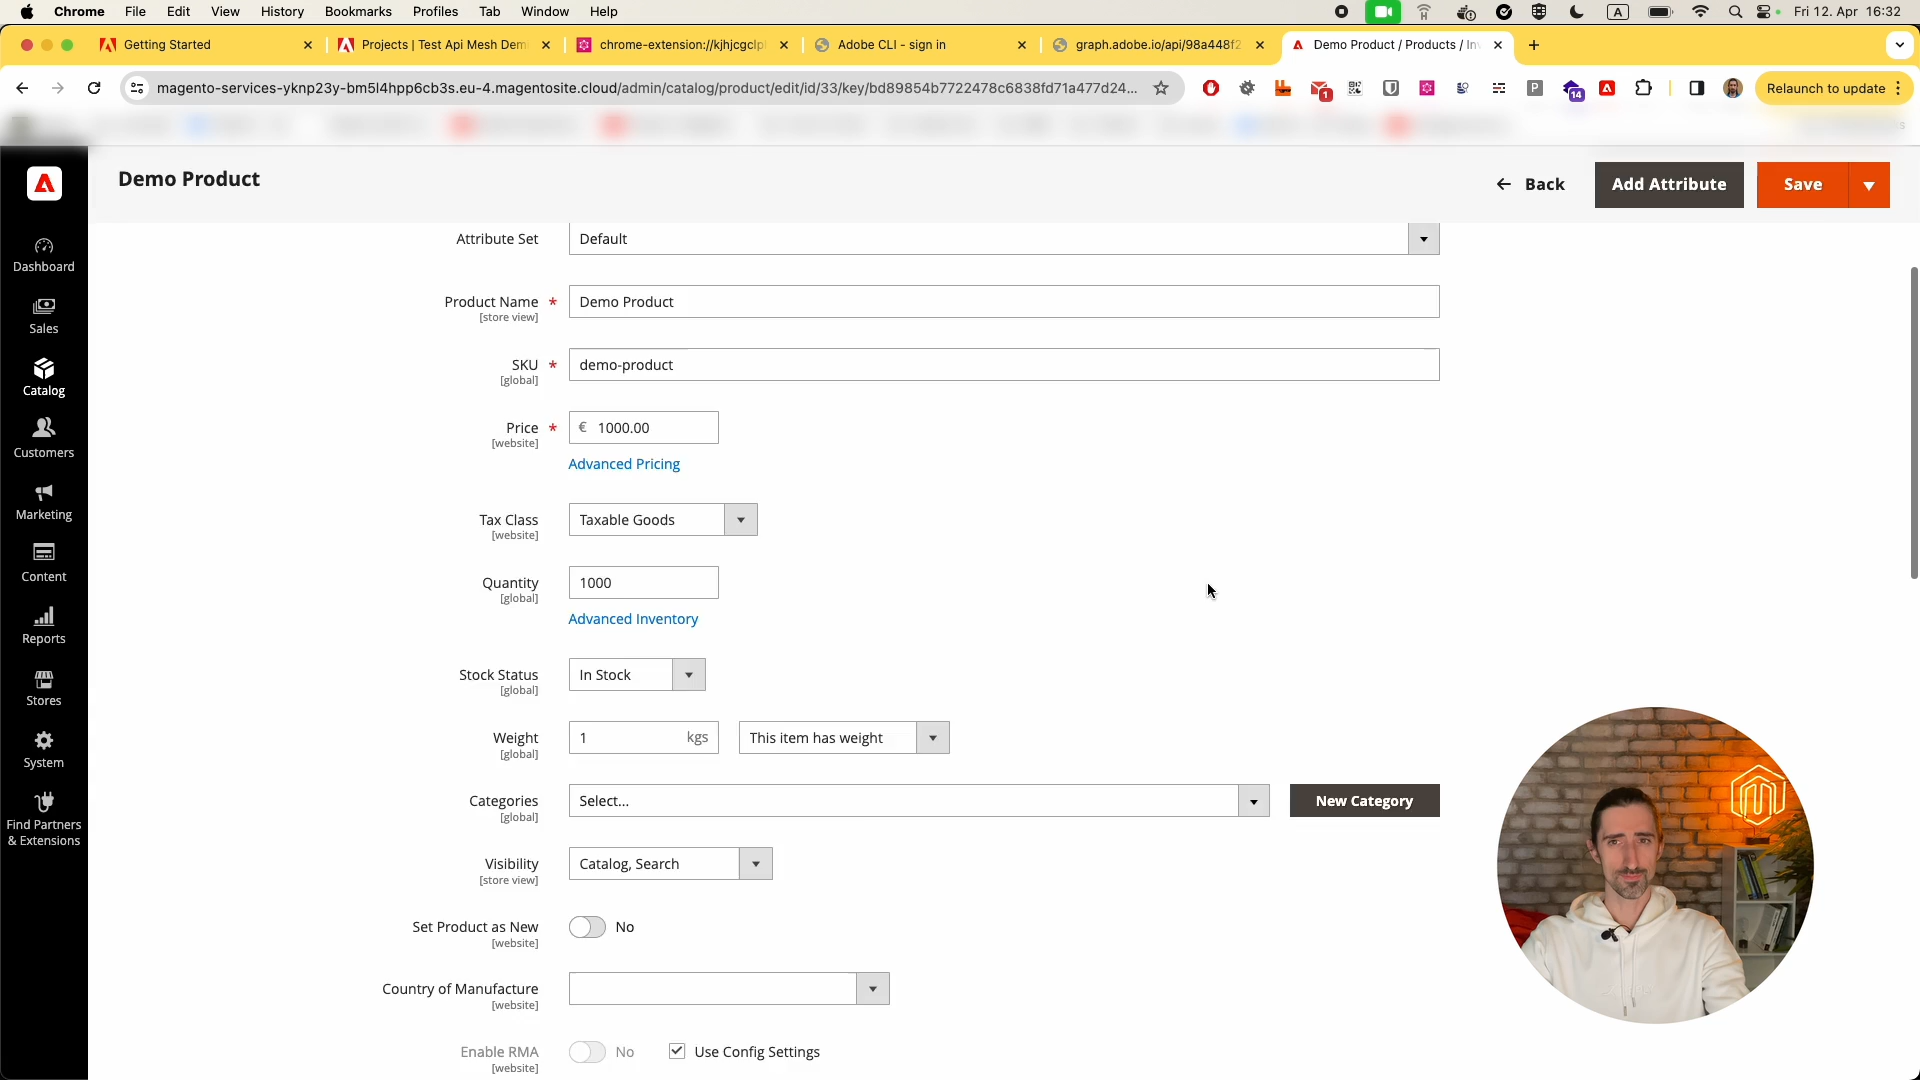 Chrome File Edit View History Bookmarks Profiles Tab Window Help A Fri 12. Apr 16:32
Getting Started Projects | Test Api Mesh Dem chrome-extension://kjhjcgclp Adobe CLI - sign in graph.adobe.io/api/98a448f2 Demo Product / Products / In
magento-services-yknp23y-bm5l4hpp6cb3s.eu-4.magentosite.cloud/admin/catalog/product/edit/id/33/key/bd89854b7722478c6838fd71a477d24... 1 P 14 Relaunch to update
Demo Product
Back
Add Attribute
Save
Dashboard
Sales
Catalog
Customers
Marketing
Content
Reports
Stores
System
Find Partners
& Extensions
Attribute Set Default
Product Name * Demo Product
[store view]
SKU * demo-product
[global]
Price * € 1000.00
[website]
Advanced Pricing
Tax Class Taxable Goods
[website]
Quantity 1000
[global]
Advanced Inventory
Stock Status In Stock
[global]
Weight 1 kgs This item has weight
[global]
Categories Select... New Category
[global]
Visibility Catalog, Search
[store view]
Set Product as New No
[website]
Country of Manufacture
[website]
Enable RMA No Use Config Settings
[website]